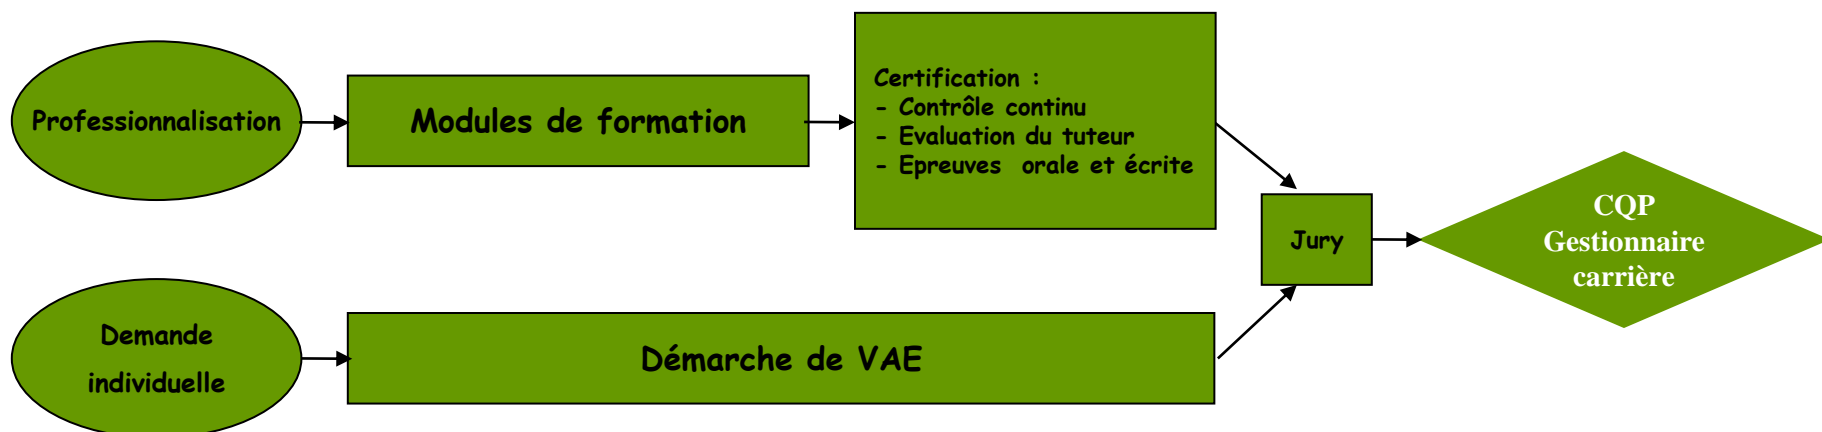 Professionnalisation
Modules de formation
Certification :
- Contrôle continu
- Evaluation du tuteur
- Epreuves orale et écrite
Jury
CQP
Gestionnaire
carrière
Demande
individuelle
Démarche de VAE